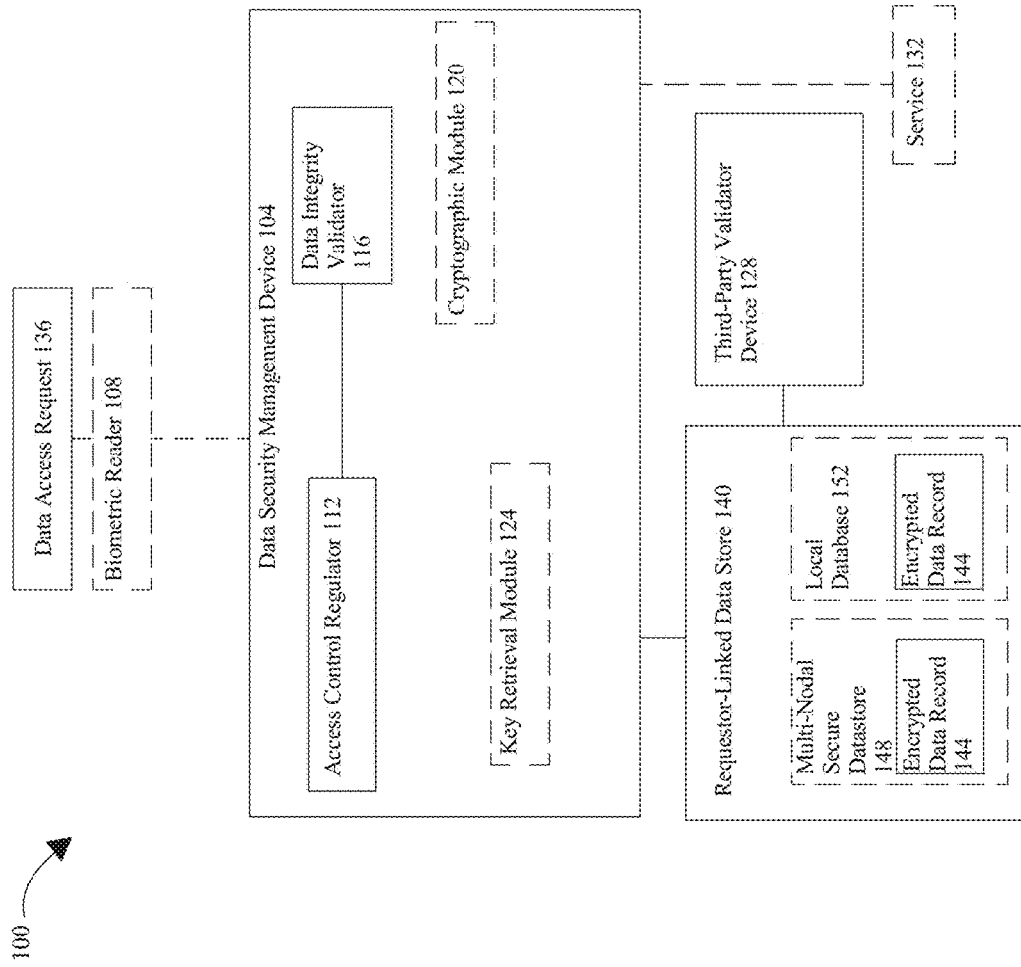 100
Data Access Request 136
Biometric Reader 108
Data Security Management Device 104
Access Control Regulator 112
Data Integrity
Validator
116
Key Retrieval Module 124
Cryptographic Module 120
Requestor-Linked Data Store 140
Multi-Nodal
Secure
Datastore
148
Encrypted
Data Record
144
Local
Database 152
Encrypted
Data Record
144
Third-Party Validator
Device 128
Service 132